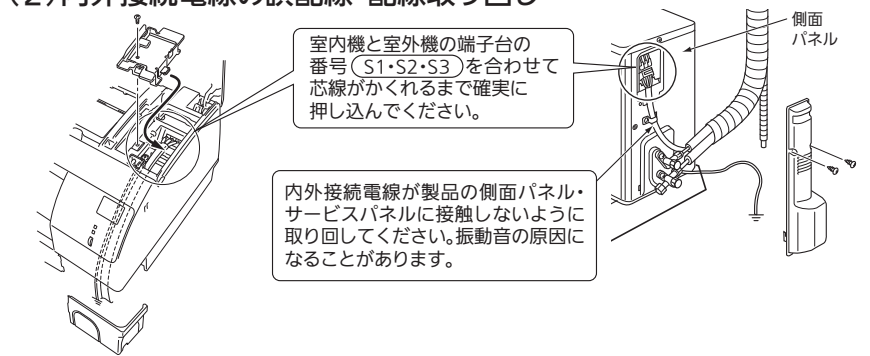 (2)内外接続電線の誤配線・配線取り回し
室内機と室外機の端子台の
番号(S1・S2・S3)を合わせて
芯線がかくれるまで確実に
押し込んでください。
側面
パネル
内外接続電線が製品の側面パネル・
サービスパネルに接触しないように
取り回してください。振動音の原因に
なることがあります。